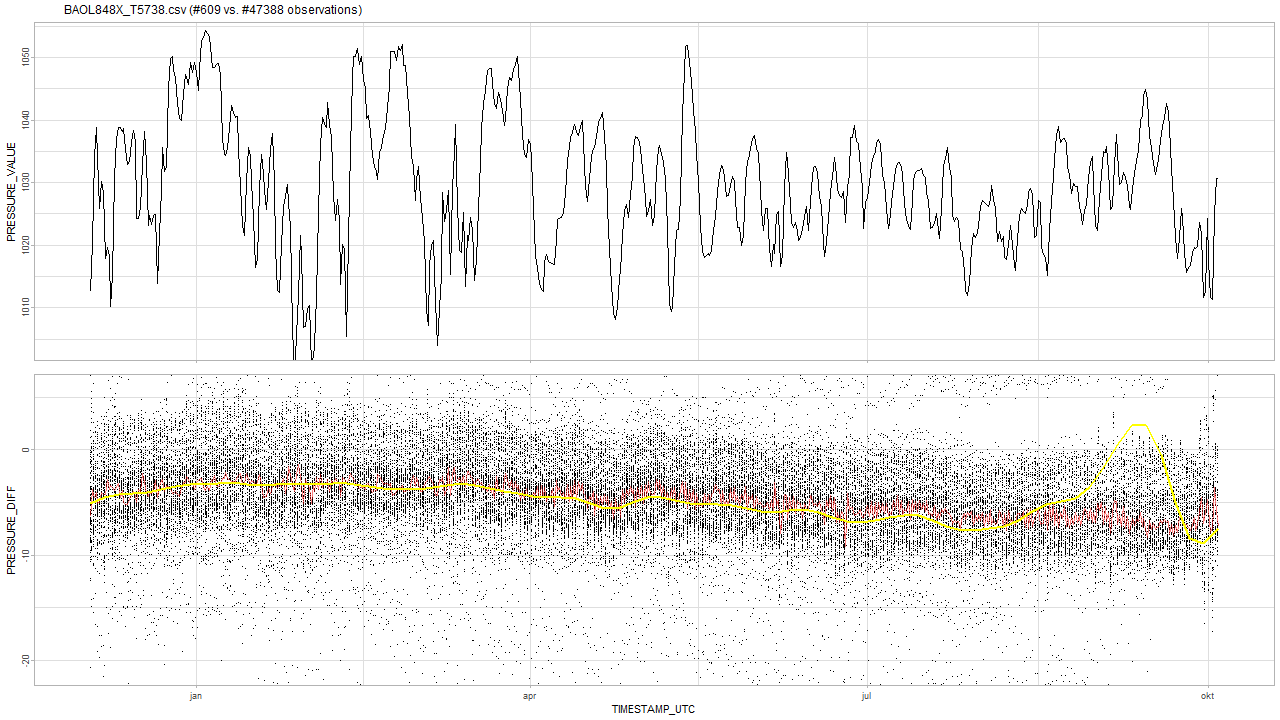 BAOL848X_T5738.csv (#609 vs. #47388 observations)
PRESSURE_VALUE
1050
1040
1030
1020
1010
PRESSURE_DIFF
0
-10
-20
jan
apr
jul
okt
TIMESTAMP_UTC